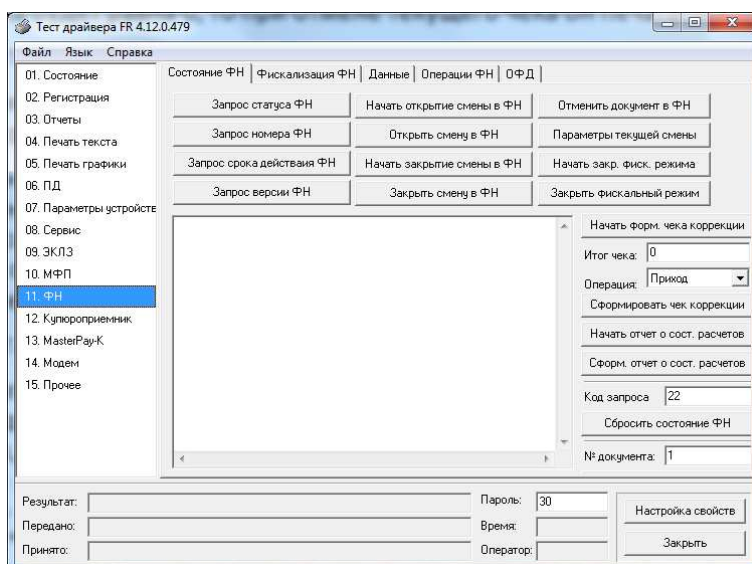 Тест драйвера FR 4.12.0.479
Файл Язык Справка
01. Состояние
02. Регистрация
03. Отчеты
04. Печать текста
05. Печать графики
06. ПД
07. Параметры устройств
08. Сервис
09. ЭКЛЗ
10. МФП
11. ФН
12. Купюроприемник
13. MasterPay-K
14. Модем
15. Прочее
Состояние ФН Фискализация ФН Данные Операции ФН ОФД
Запрос статуса ФН Начать открытие смены в ФН Отменить документ в ФН
Запрос номера ФН Открыть смену в ФН Параметры текущей смены
Запрос срока действаия ФН Начать закрытие смены в ФН Начать закр. фиск. режима
Запрос версии ФН Закрыть смену в ФН Закрыть фискальный режим
Начать форм. чека коррекции
Итог чека: 0
Операция: Приход
Сформировать чек коррекции
Начать отчет о сост. расчетов
Сформ. отчет о сост. расчетов
Код запроса 22
Сбросить состояние ФН
№ документа: 1
Результат:
Передано:
Принято:
Пароль: 30
Время:
Оператор:
Настройка свойств
Закрыть